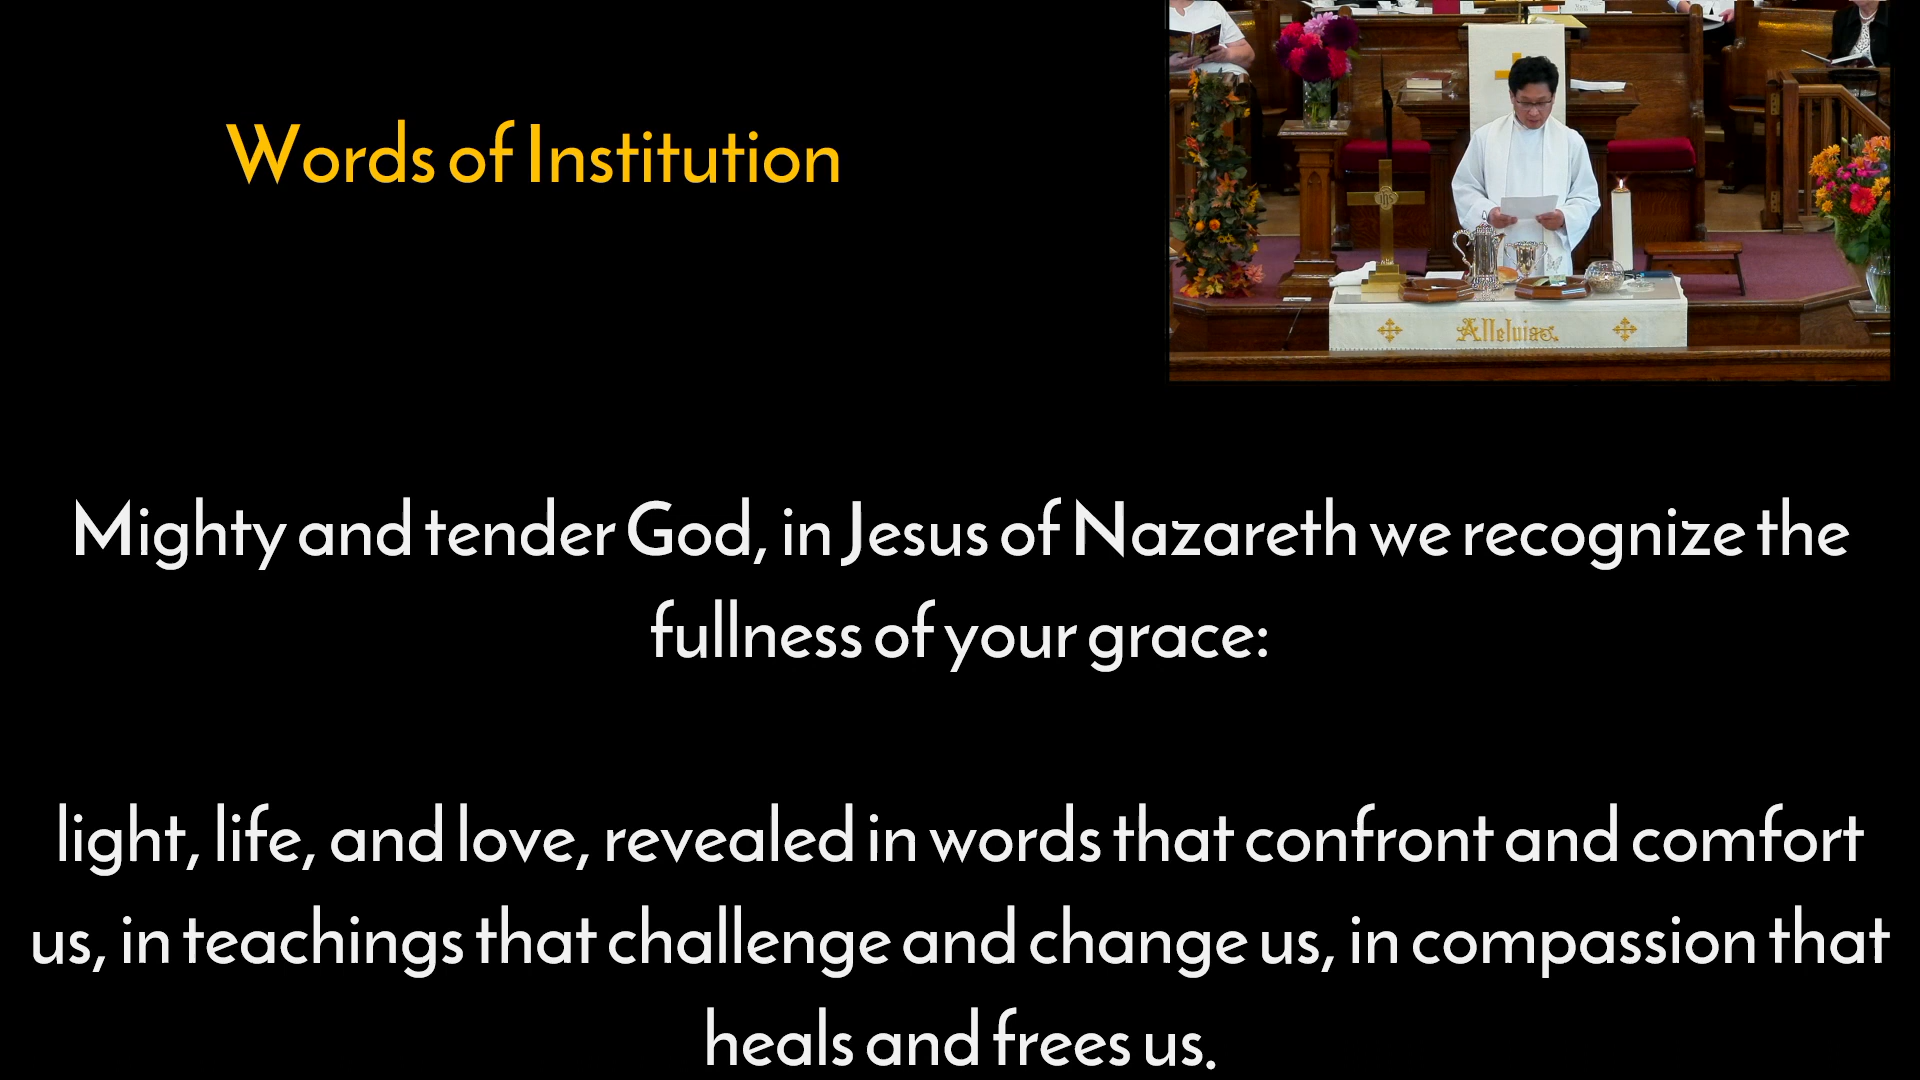 Words of Institution
Alleluia
Mighty and tender God, in Jesus of Nazareth we recognize the
fullness of your grace:
light, life, and love, revealed in words that confront and comfort
us, in teachings that challenge and change us, in compassion that
heals and frees us.